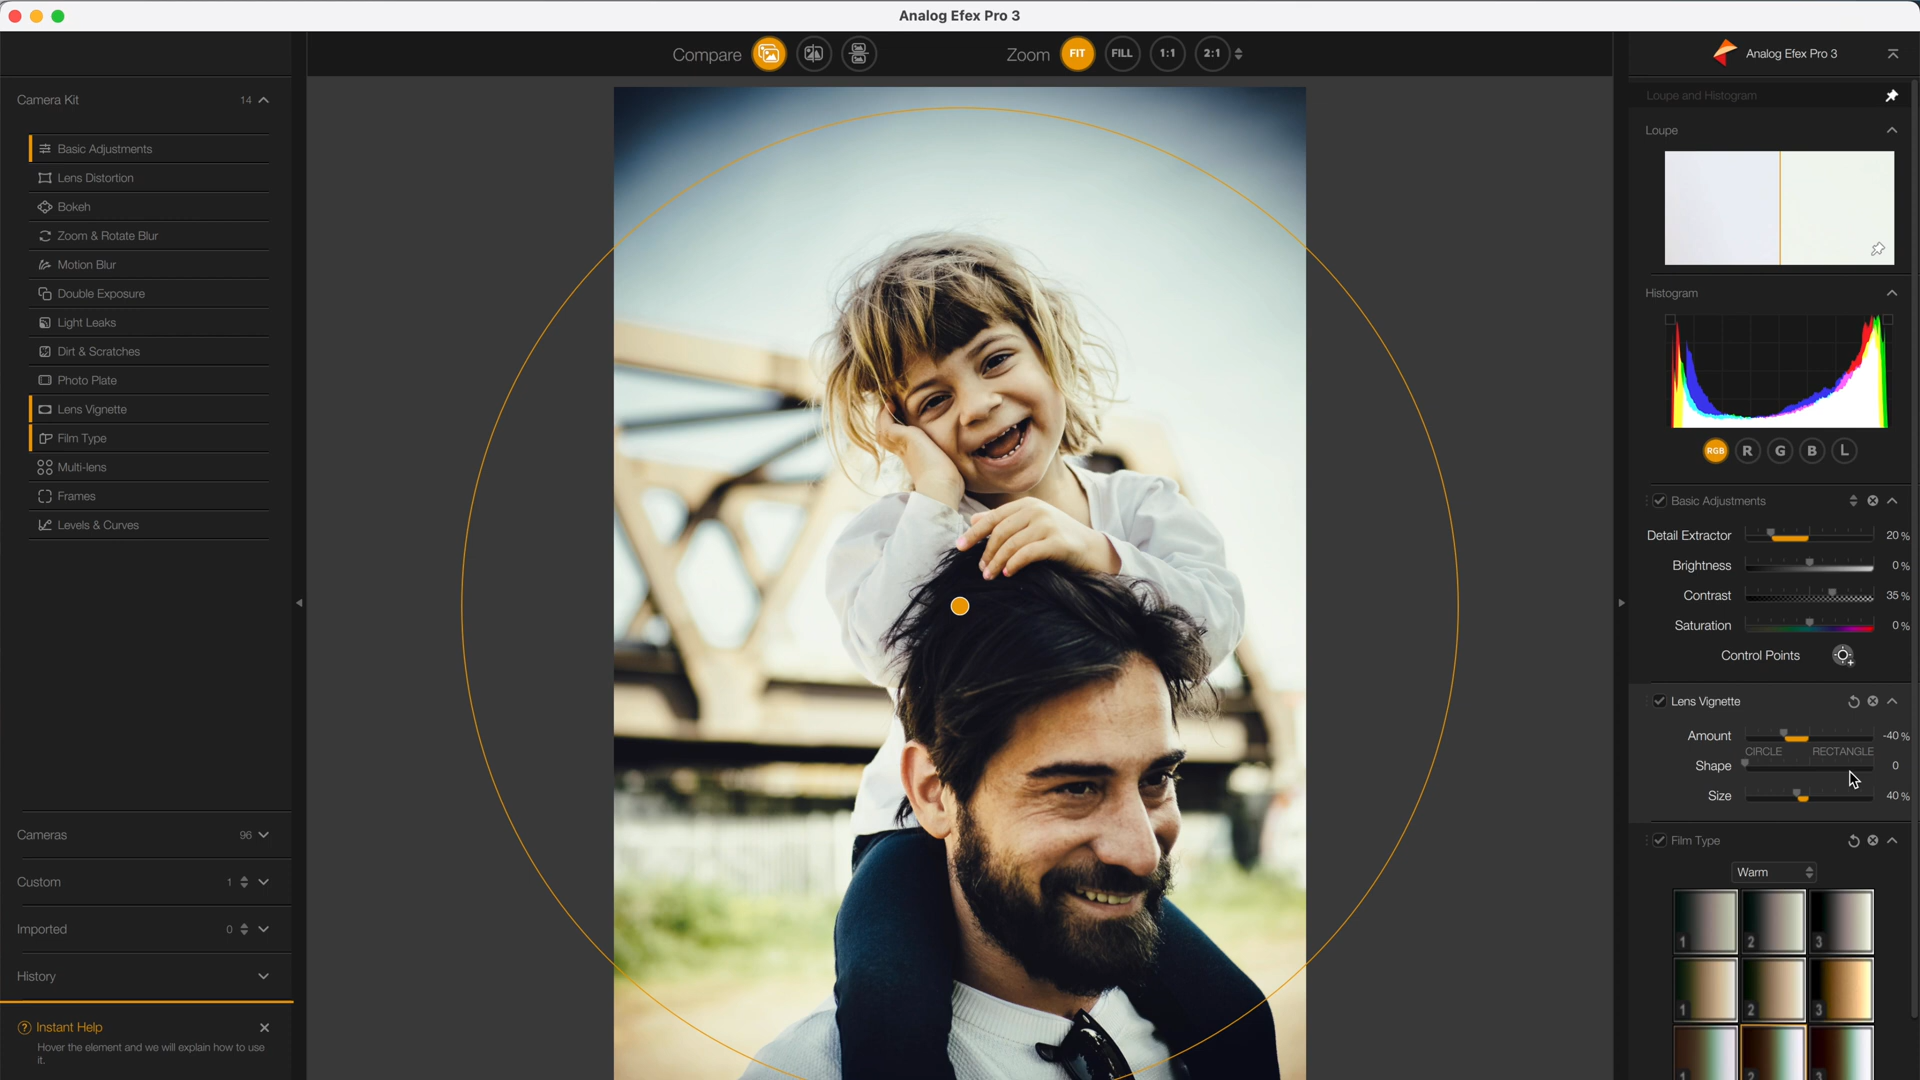 Analog Efex Pro 3
Compare
Zoom FIT FILL 1:1 2:1
Analog Efex Pro 3
Camera Kit 14
Basic Adjustments
Lens Distortion
Bokeh
Zoom & Rotate Blur
Motion Blur
Double Exposure
Light Leaks
Dirt & Scratches
Photo Plate
Lens Vignette
Film Type
Multi-lens
Frames
Levels & Curves
Cameras 96
Custom 1
Imported 0
History
Instant Help
Hover the element and we will explain how to use
it.
Loupe and Histogram
Loupe
Histogram
RGB R G B L
Basic Adjustments
Detail Extractor 20 %
Brightness 0 %
Contrast 35 %
Saturation 0 %
Control Points
Lens Vignette
Amount -40 %
CIRCLE RECTANGLE
Shape 0
Size 40 %
Film Type
Warm
1 2 3
1 2 3
1 2 3